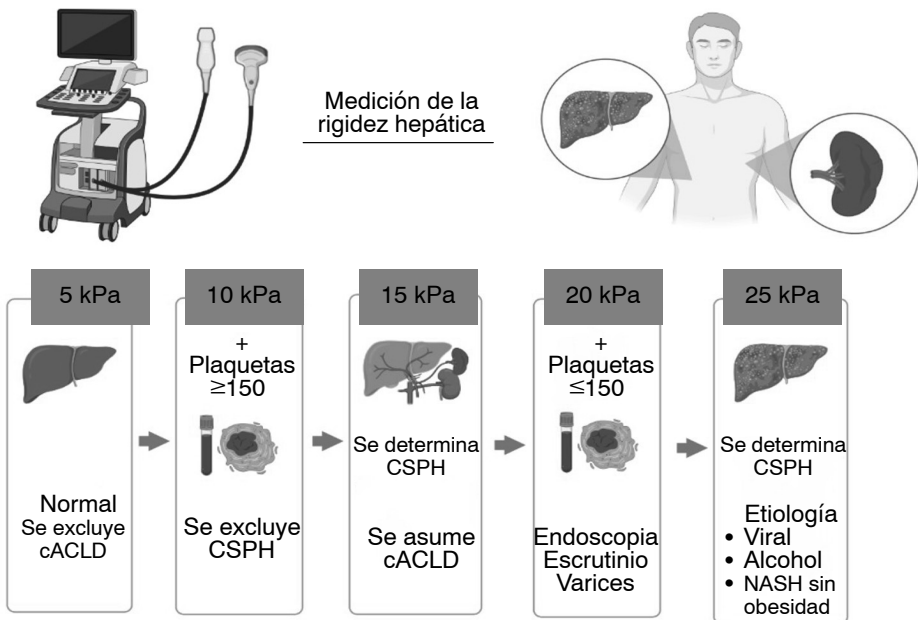 Medición de la
rigidez hepática
5 kPa
Normal
Se excluye
cACLD
10 kPa
+
Plaquetas
≥150
Se excluye
CSPH
15 kPa
Se determina
CSPH
Se asume
cACLD
20 kPa
+
Plaquetas
≤150
Endoscopia
Escrutinio
Varices
25 kPa
Se determina
CSPH
Etiología
• Viral
• Alcohol
• NASH sin
obesidad